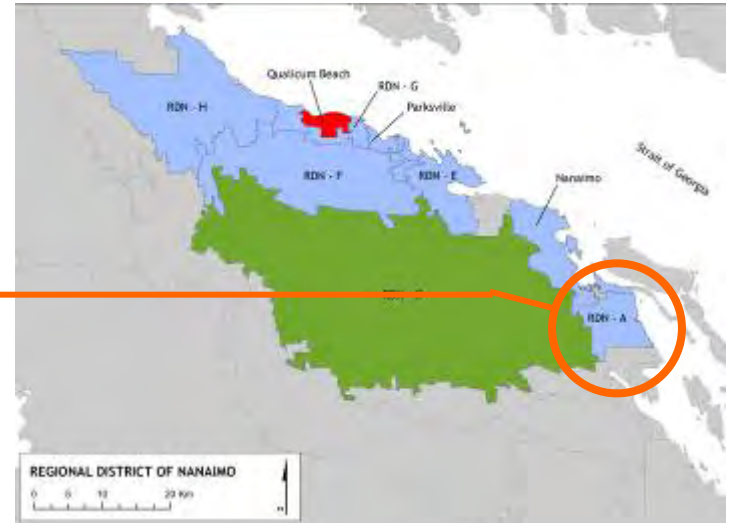 Qualicum Beach
RDN - G
Parksville
RDN - H
Strait of Georgia
RDN - F
RDN - E
Nanaimo
RDN - A
REGIONAL DISTRICT OF NANAIMO
0 5 10 20 Km